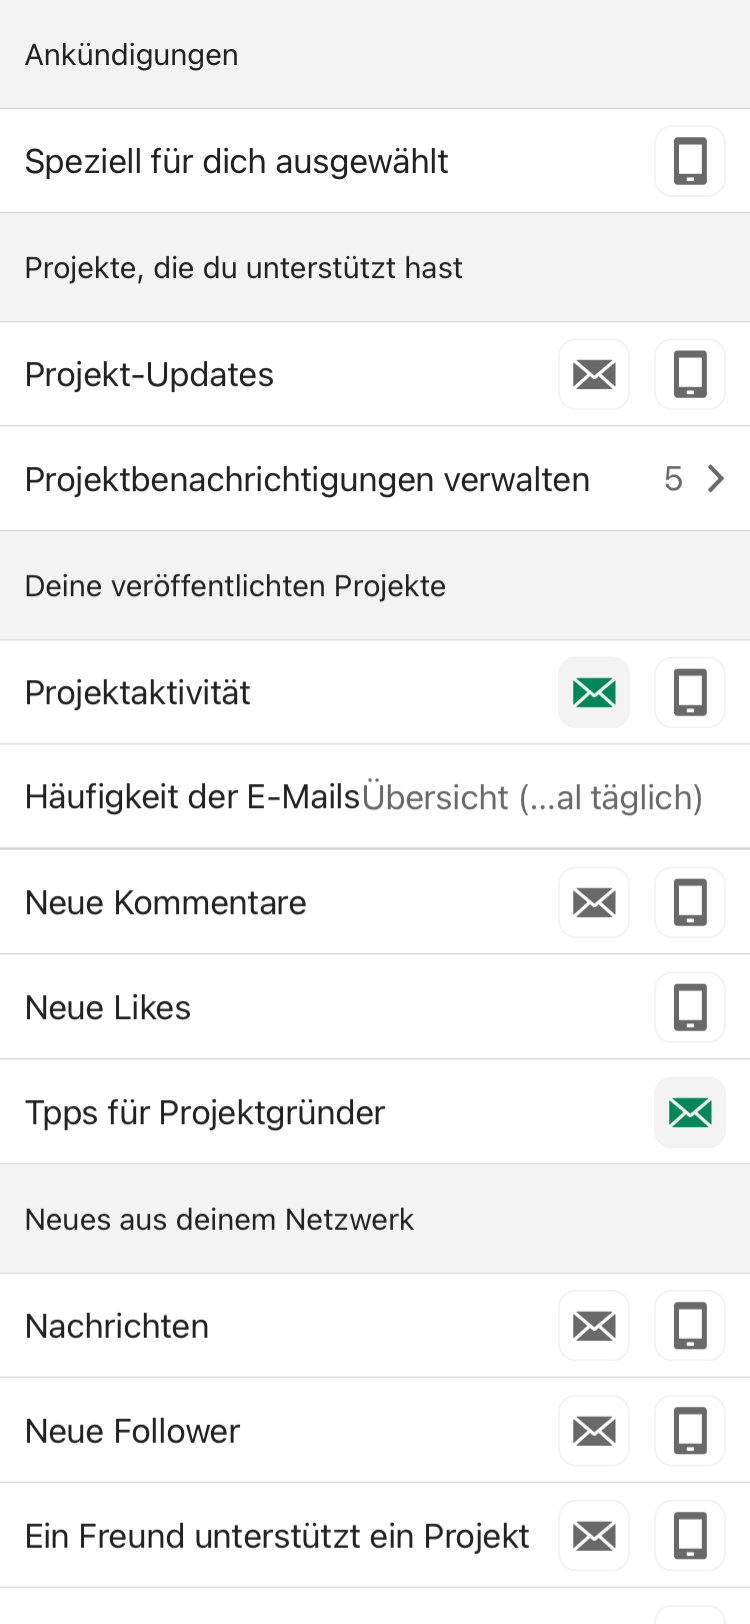 Ankündigungen
Speziell für dich ausgewählt
Projekte, die du unterstützt hast
Projekt-Updates
Projektbenachrichtigungen verwalten 5
Deine veröffentlichten Projekte
Projektaktivität
Häufigkeit der E-Mails Übersicht (...al täglich)
Neue Kommentare
Neue Likes
Tpps für Projektgründer
Neues aus deinem Netzwerk
Nachrichten
Neue Follower
Ein Freund unterstützt ein Projekt